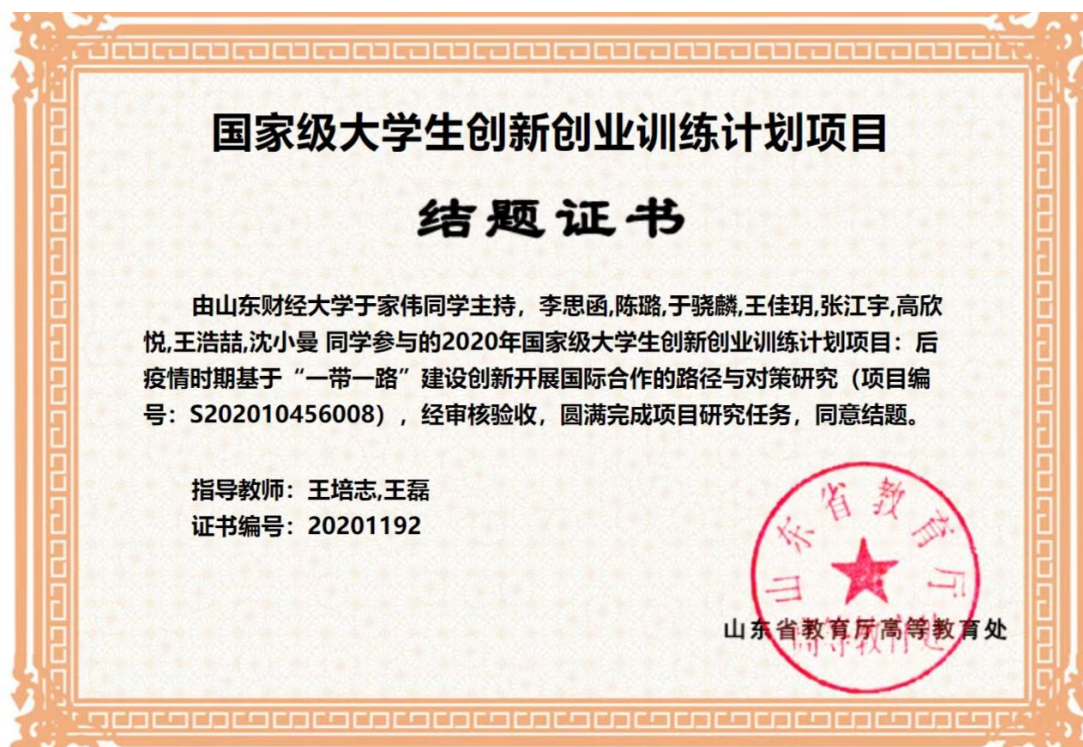 国家级大学生创新创业训练计划项目
结题证书
由山东财经大学于家伟同学主持，李思函,陈璐,于骁麟,王佳玥,张江宇,高欣
悦,王浩喆,沈小曼 同学参与的2020年国家级大学生创新创业训练计划项目：后
疫情时期基于“一带一路”建设创新开展国际合作的路径与对策研究（项目编
号：S202010456008），经审核验收，圆满完成项目研究任务，同意结题。
指导教师：王培志,王磊
证书编号：20201192
山东省教育厅
高等教育处
山东省教育厅高等教育处